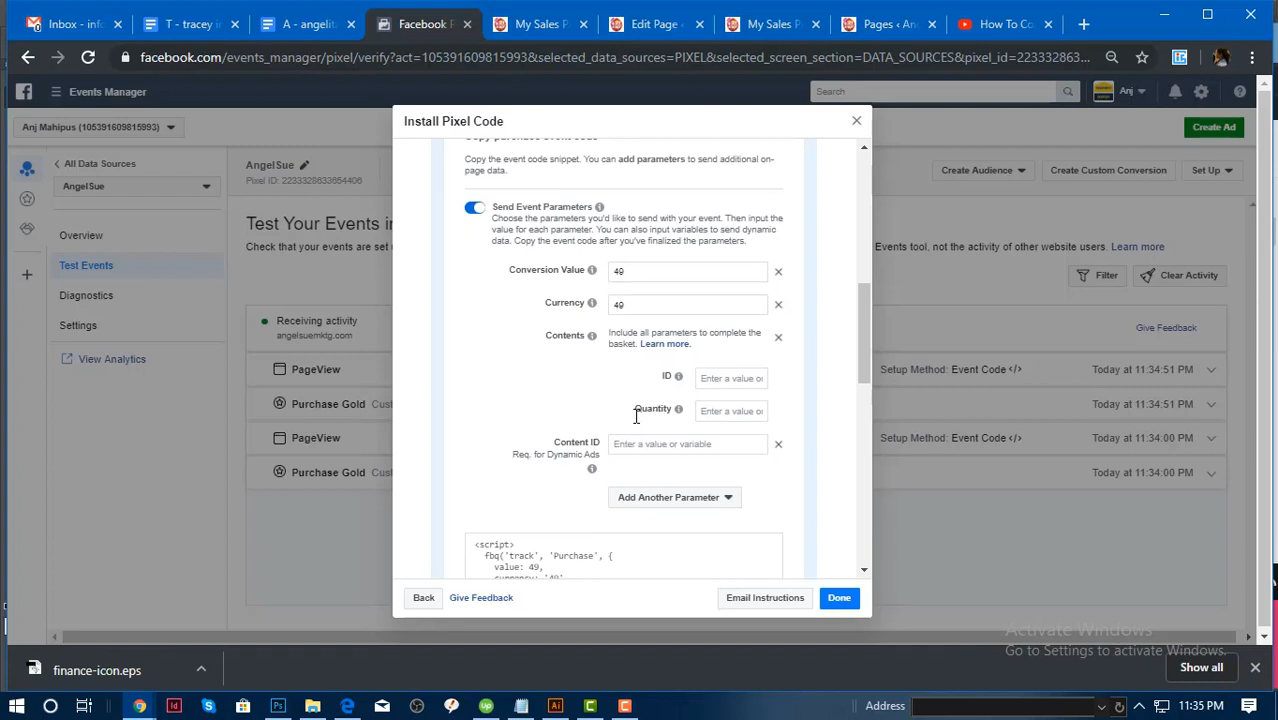 Inbox - info
T - tracey in
A - angelita
Facebook P
My Sales P
Edit Page
My Sales P
Pages ‹ An
How To Co
facebook.com/events_manager/pixel/verify?act=105391609815993&selected_data_sources=PIXEL&selected_screen_section=DATA_SOURCES&pixel_id=223332863...
Events Manager
Search
Anj
Anj Mahipus (105391609815993)
Create Ad
All Data Sources
AngelSue
AngelSue
Pixel ID: 2233328633654406
Create Audience
Create Custom Conversion
Set Up
Overview
Test Events
Diagnostics
Settings
View Analytics
Test Your Events i
Check that your events are set u
Events tool, not the activity of other website users. Learn more
Filter
Clear Activity
Receiving activity
angelsuemktg.com
Give Feedback
PageView
Setup Method: Event Code </>
Today at 11:34:51 PM
Purchase Gold
Today at 11:34:51 PM
PageView
Setup Method: Event Code </>
Today at 11:34:00 PM
Purchase Gold
Today at 11:34:00 PM
Install Pixel Code
Copy purchase event code
Copy the event code snippet. You can add parameters to send additional on-
page data.
Send Event Parameters
Choose the parameters you'd like to send with your event. Then input the
value for each parameter. You can also input variables to send dynamic
data. Copy the event code after you've finalized the parameters.
Conversion Value
49
Currency
49
Contents
Include all parameters to complete the
basket. Learn more.
ID
Enter a value or
Quantity
Enter a value or
Content ID
Req. for Dynamic Ads
Enter a value or variable
Add Another Parameter
<script>
fbq('track', 'Purchase', {
value: 49,
currency: '49'
Back
Give Feedback
Email Instructions
Done
Activate Windows
Go to Settings to activate Windows.
finance-icon.eps
Show all
Address
11:35 PM